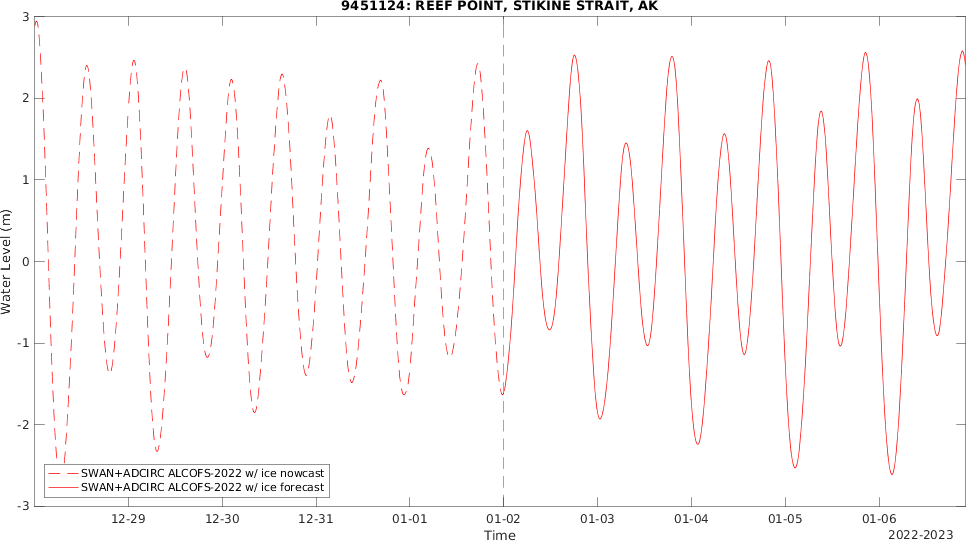 9451124: REEF POINT, STIKINE STRAIT, AK
3
2
1
0
-1
-2
-3
Water Level (m)
SWAN+ADCIRC ALCOFS-2022 w/ ice nowcast
SWAN+ADCIRC ALCOFS-2022 w/ ice forecast
12-29 12-30 12-31 01-01 01-02 01-03 01-04 01-05 01-06
Time
2022-2023